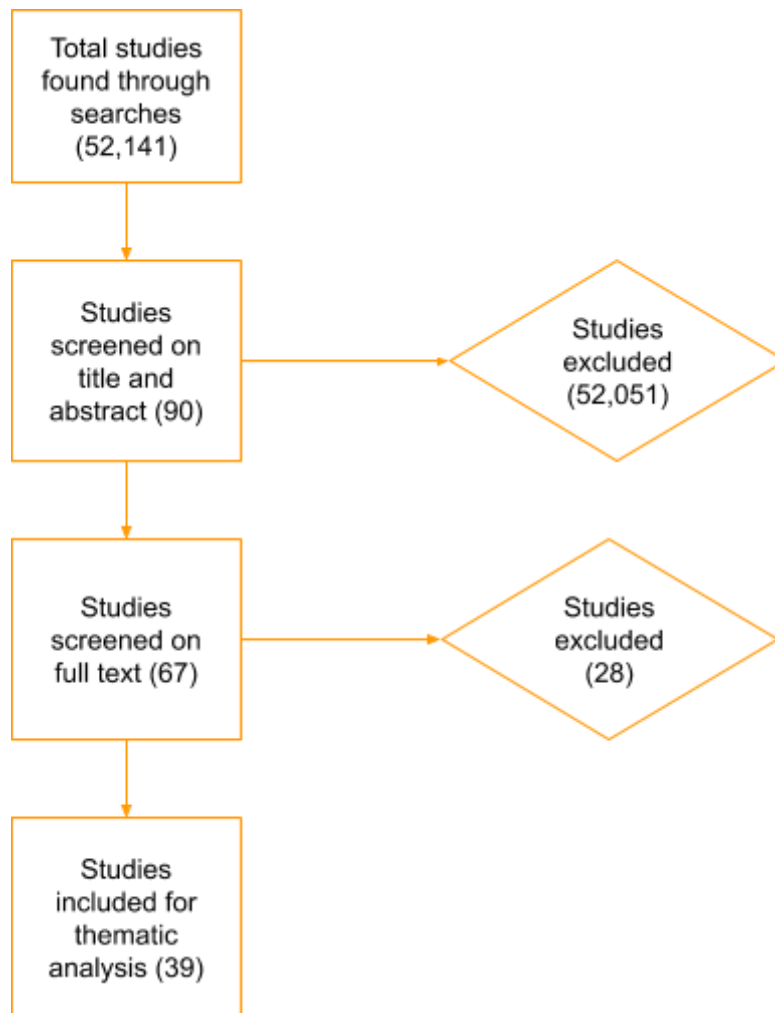 Total studies
found through
searches
(52,141)
Studies
screened on
title and
abstract (90)
Studies
excluded
(52,051)
Studies
screened on
full text (67)
Studies
excluded
(28)
Studies
included for
thematic
analysis (39)